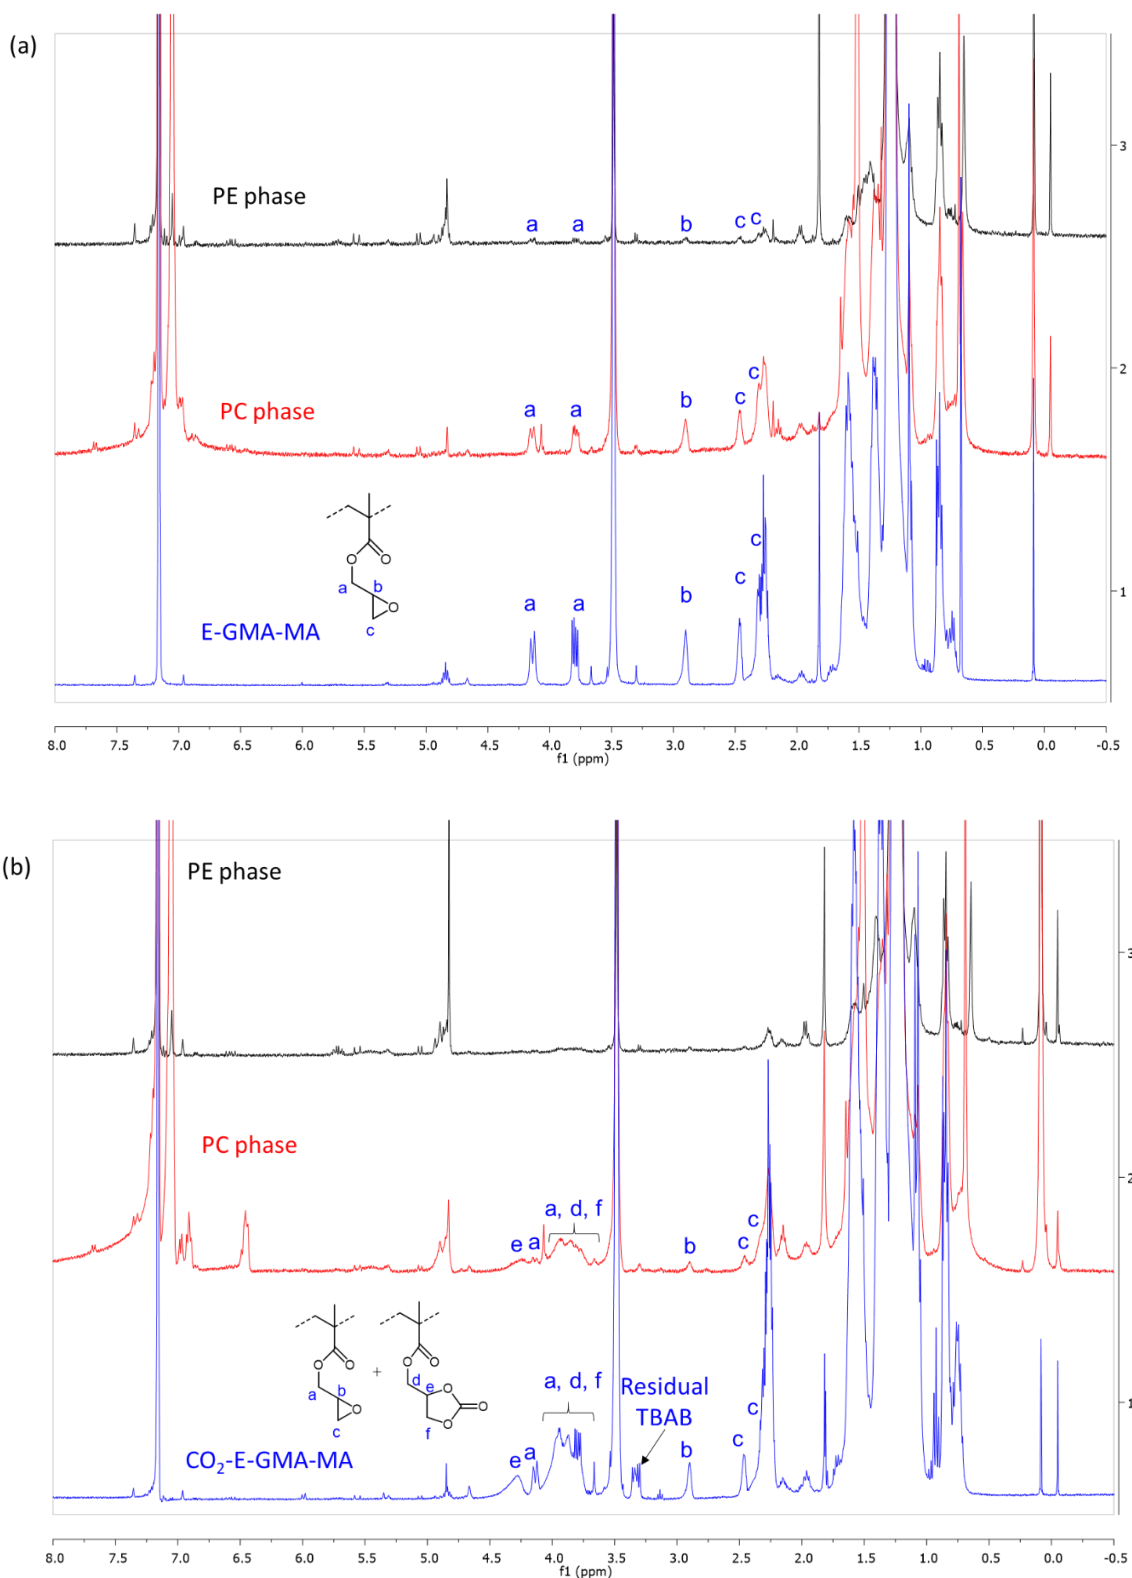 (a)
PE phase
a a b c c
3
PC phase
a a b c c
2
O
O
a b O
c
E-GMA-MA
a a b c c
1
8.0 7.5 7.0 6.5 6.0 5.5 5.0 4.5 4.0 3.5 3.0 2.5 2.0 1.5 1.0 0.5 0.0 -0.5
f1 (ppm)
(b)
PE phase
3
PC phase
e a a, d, f b c c
2
O O
O + O
a b O d e O O
c f O
CO2-E-GMA-MA
e a a, d, f Residual TBAB b c c
1
8.0 7.5 7.0 6.5 6.0 5.5 5.0 4.5 4.0 3.5 3.0 2.5 2.0 1.5 1.0 0.5 0.0 -0.5
f1 (ppm)